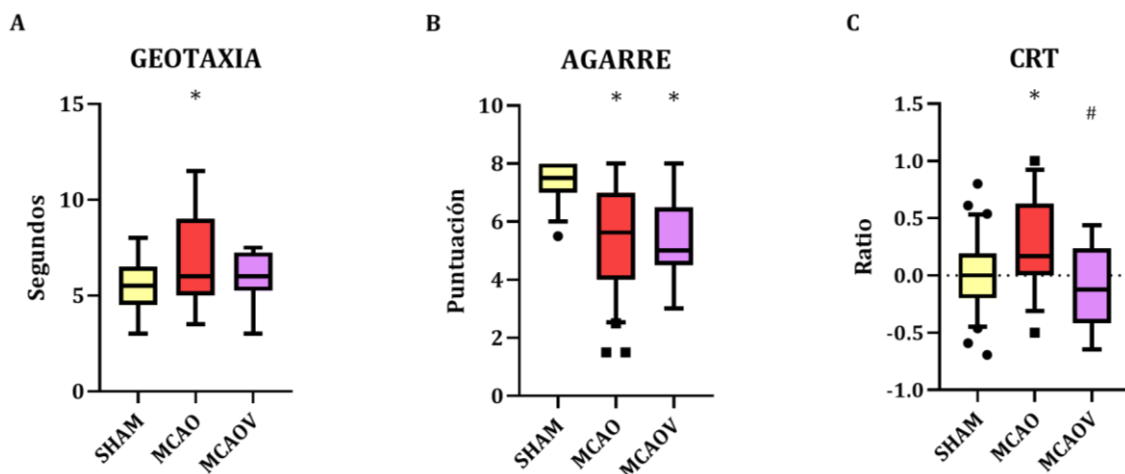 A
GEOTAXIA
*
15
10
5
0
Segundos
SHAM
MCAO
MCAOV
B
AGARRE
* *
10
8
6
4
2
0
Puntuación
SHAM
MCAO
MCAOV
C
CRT
*
#
1.5
1.0
0.5
0.0
-0.5
-1.0
Ratio
SHAM
MCAO
MCAOV